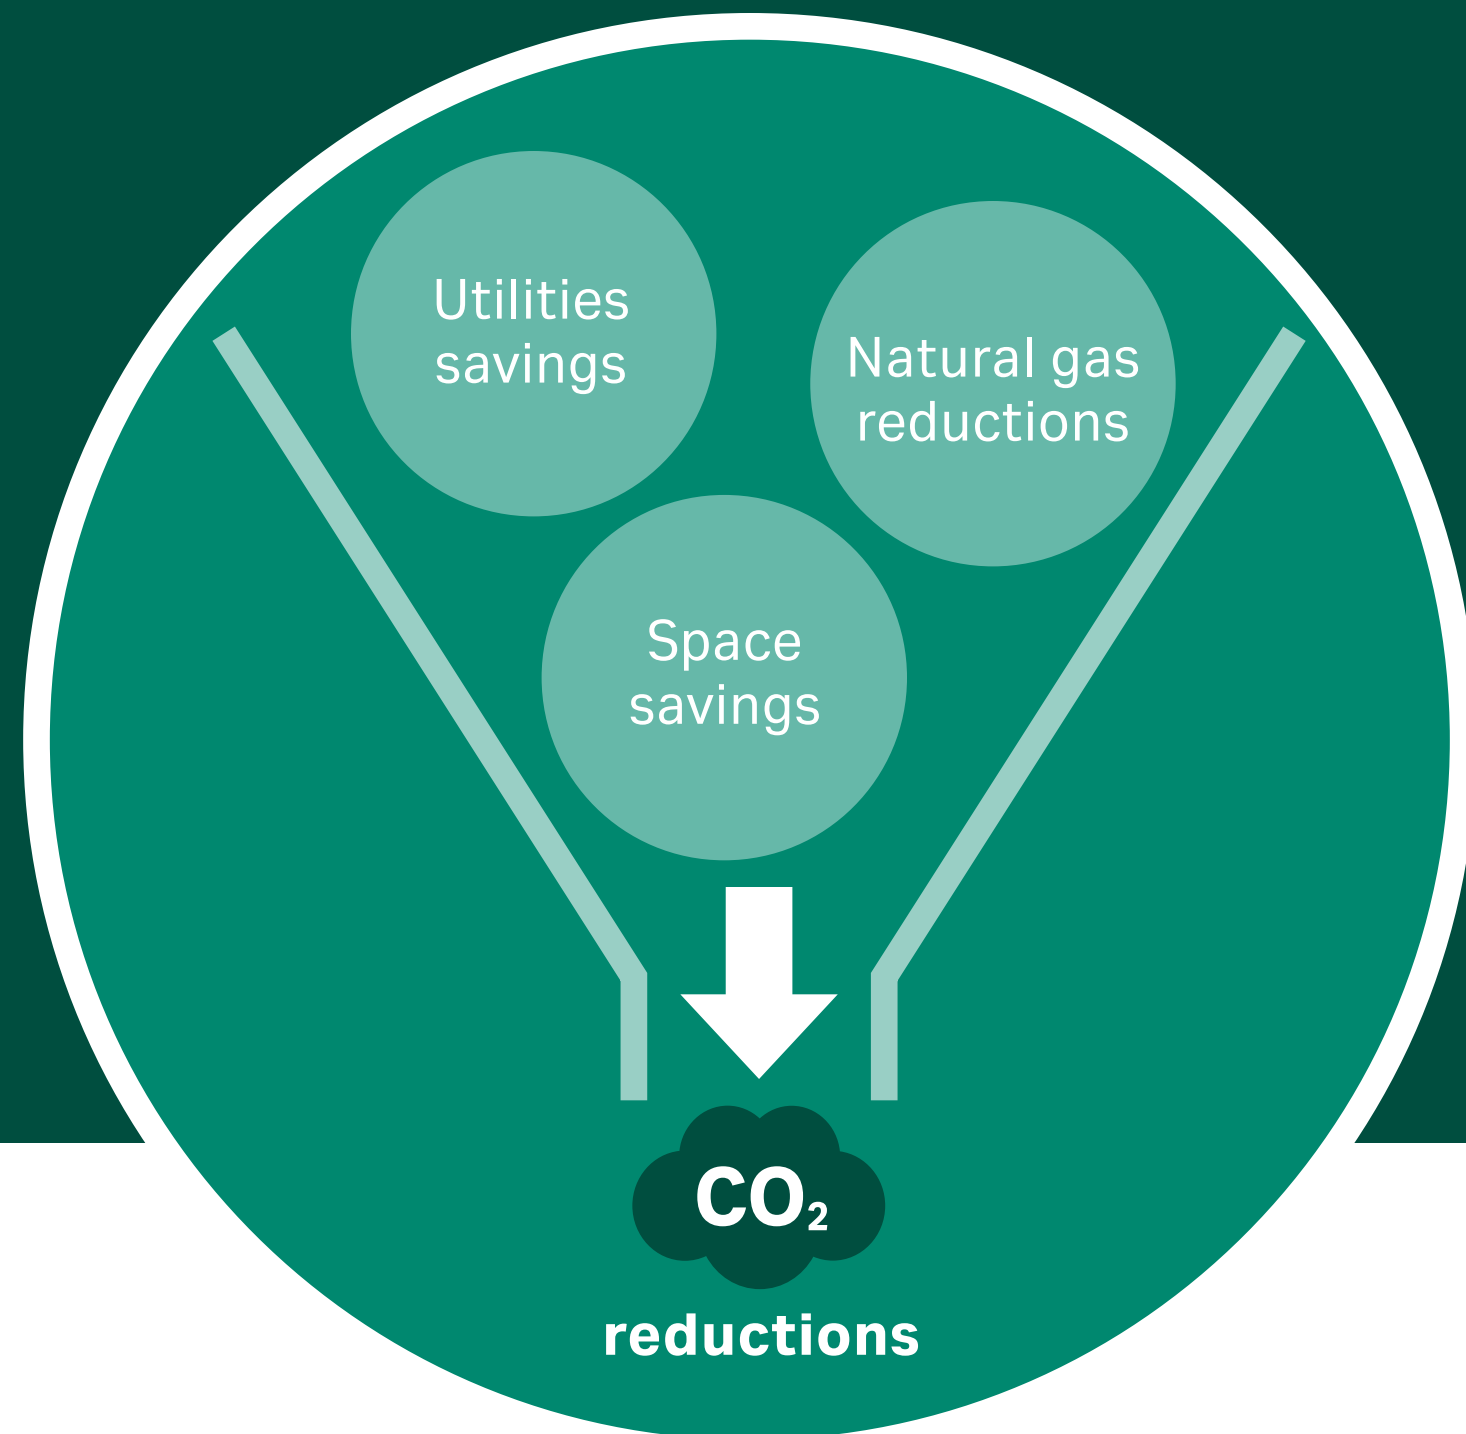 Utilities
savings
Natural gas
reductions
Space
savings
CO₂
reductions